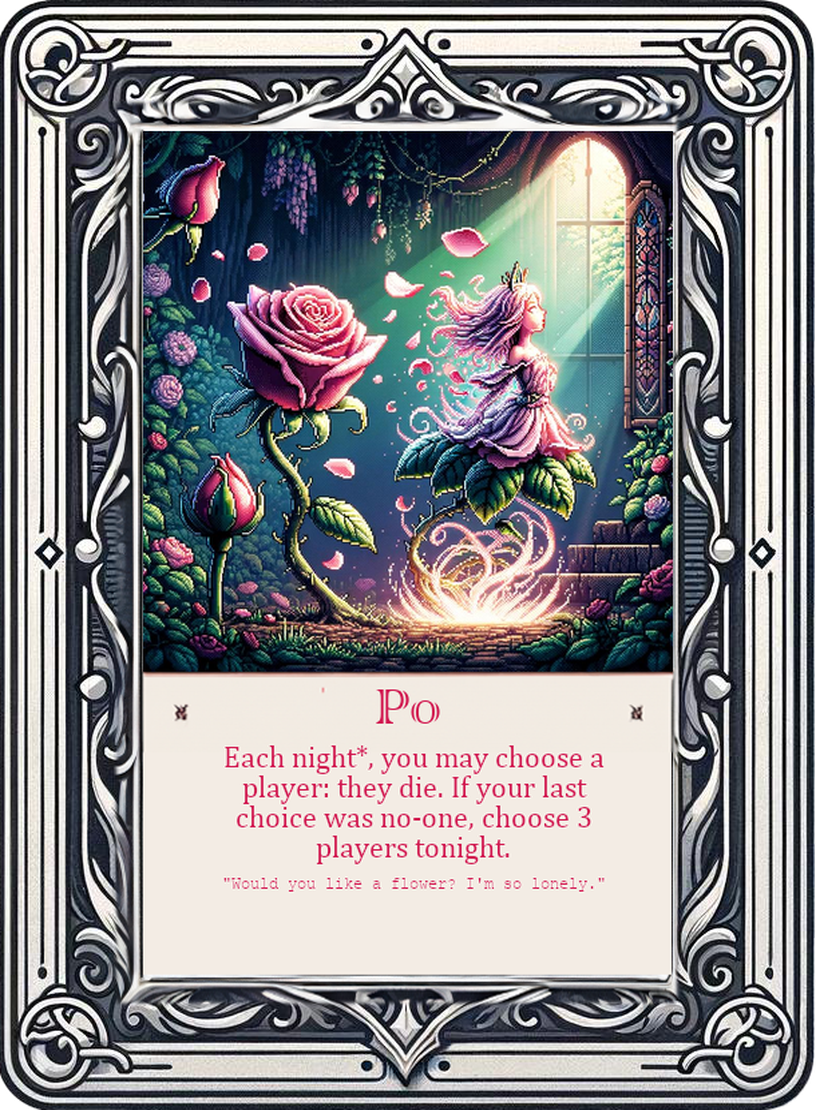 Po
Each night*, you may choose a
player: they die. If your last
choice was no-one, choose 3
players tonight.
"Would you like a flower? I'm so lonely."